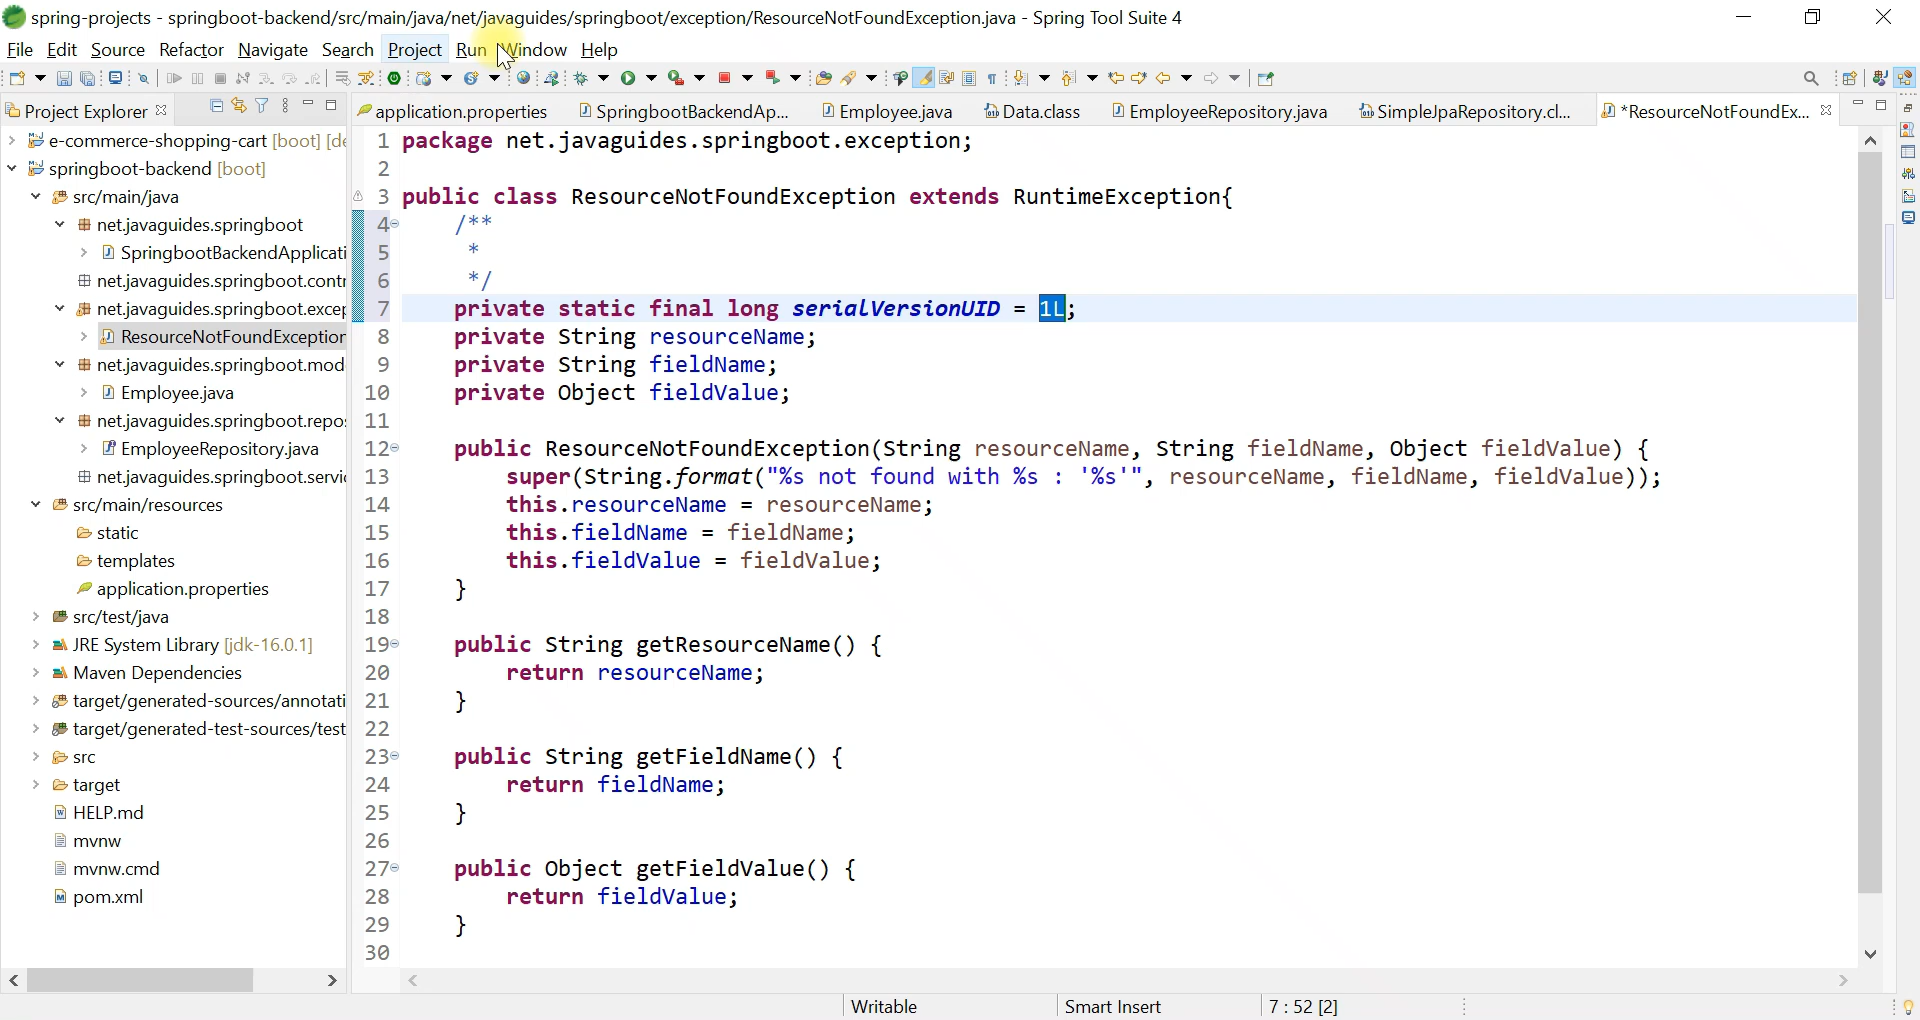 spring-projects - springboot-backend/src/main/java/net/javaguides/springboot/exception/ResourceNotFoundException.java - Spring Tool Suite 4
File Edit Source Refactor Navigate Search Project Run Window Help
Project Explorer
e-commerce-shopping-cart [boot] [de
springboot-backend [boot]
src/main/java
net.javaguides.springboot
SpringbootBackendApplicati
net.javaguides.springboot.contr
net.javaguides.springboot.excep
ResourceNotFoundException
net.javaguides.springboot.mod
Employee.java
net.javaguides.springboot.repos
EmployeeRepository.java
net.javaguides.springboot.servic
src/main/resources
static
templates
application.properties
src/test/java
JRE System Library [jdk-16.0.1]
Maven Dependencies
target/generated-sources/annotati
target/generated-test-sources/test
src
target
HELP.md
mvnw
mvnw.cmd
pom.xml
application.properties SpringbootBackendAp... Employee.java Data.class EmployeeRepository.java SimpleJpaRepository.cl... *ResourceNotFoundEx...
1 package net.javaguides.springboot.exception;
2
3 public class ResourceNotFoundException extends RuntimeException{
4 /**
5 *
6 */
7 private static final long serialVersionUID = 1L;
8 private String resourceName;
9 private String fieldName;
10 private Object fieldValue;
11
12 public ResourceNotFoundException(String resourceName, String fieldName, Object fieldValue) {
13 super(String.format("%s not found with %s : '%s'", resourceName, fieldName, fieldValue));
14 this.resourceName = resourceName;
15 this.fieldName = fieldName;
16 this.fieldValue = fieldValue;
17 }
18
19 public String getResourceName() {
20 return resourceName;
21 }
22
23 public String getFieldName() {
24 return fieldName;
25 }
26
27 public Object getFieldValue() {
28 return fieldValue;
29 }
30
Writable Smart Insert 7 : 52 [2]